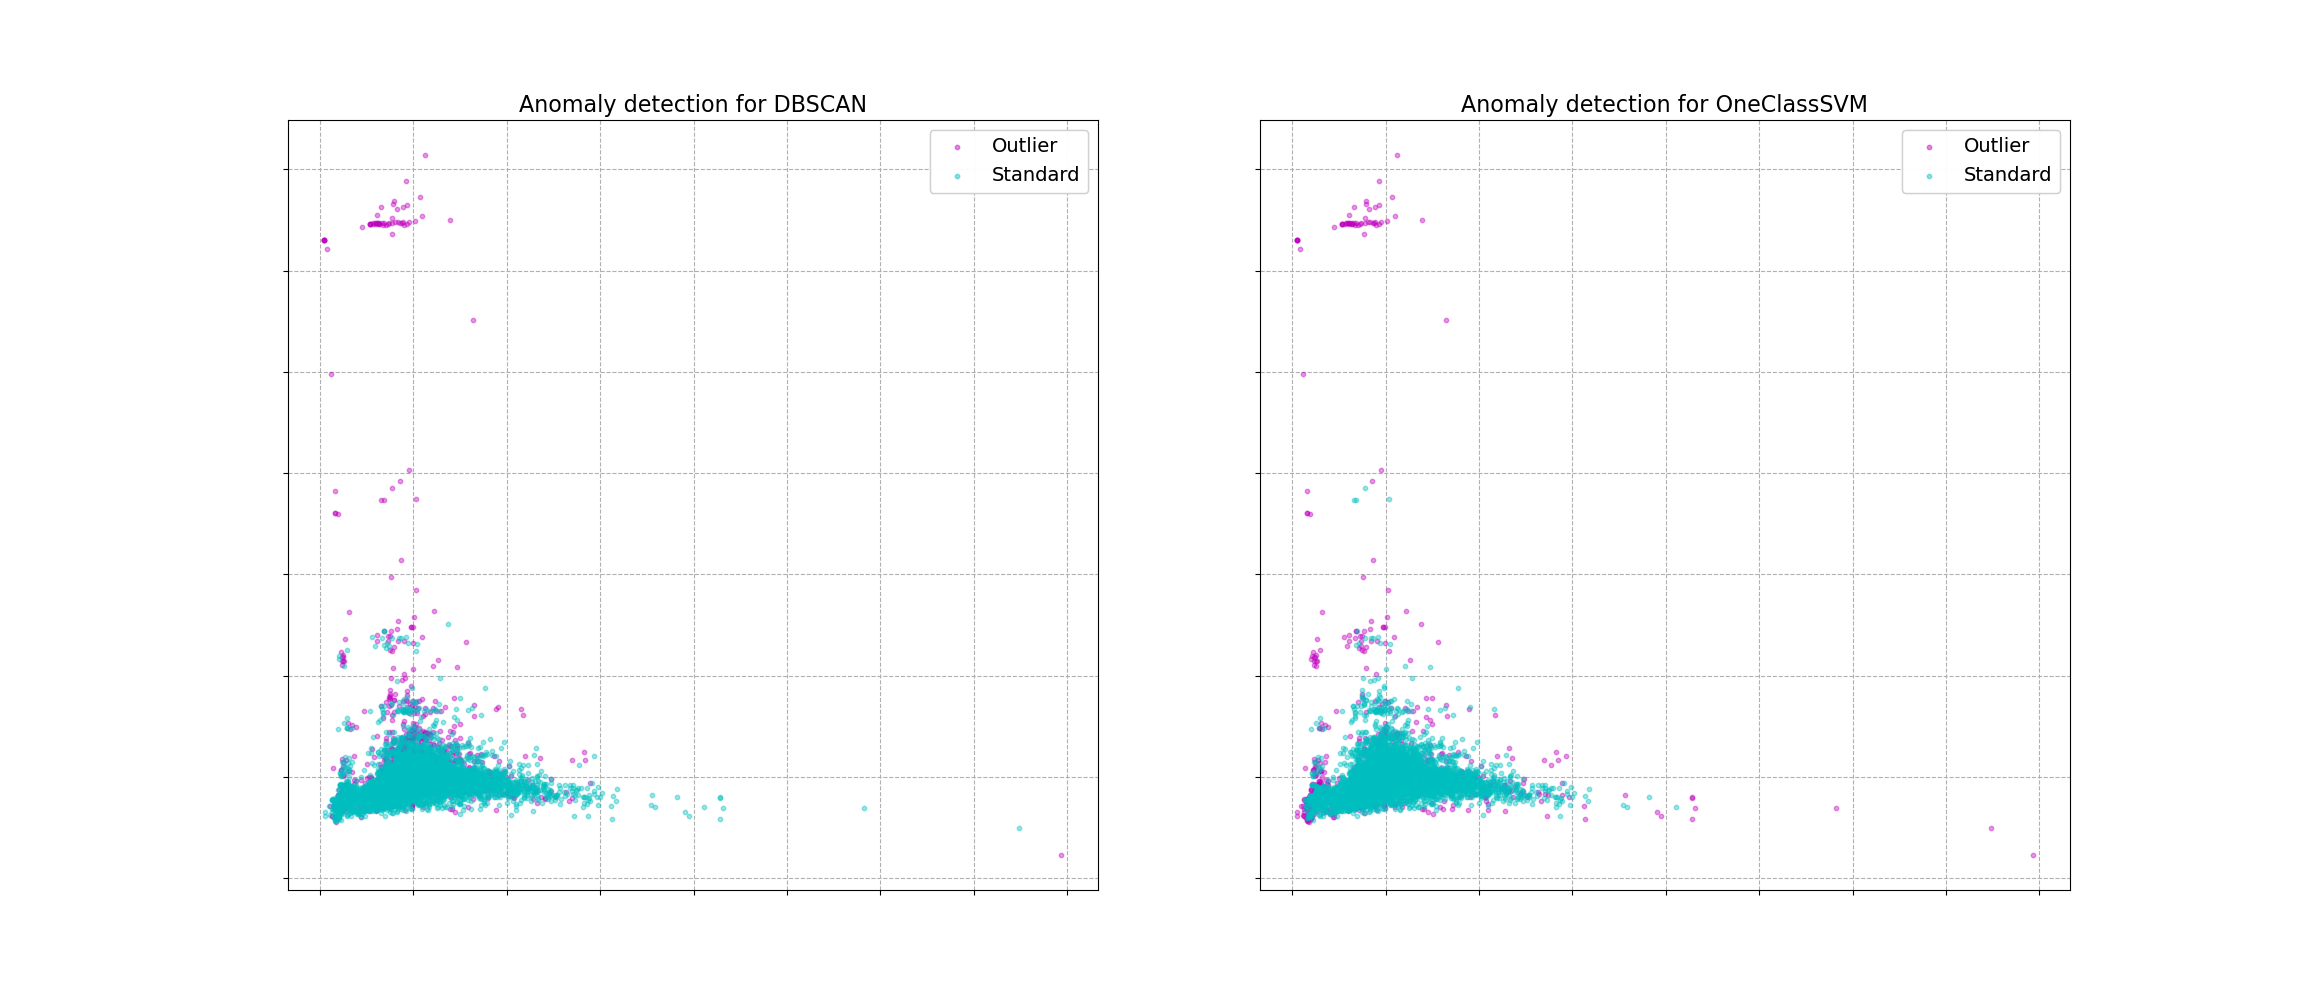 Anomaly detection for DBSCAN
Outlier
Standard
Anomaly detection for OneClassSVM
Outlier
Standard